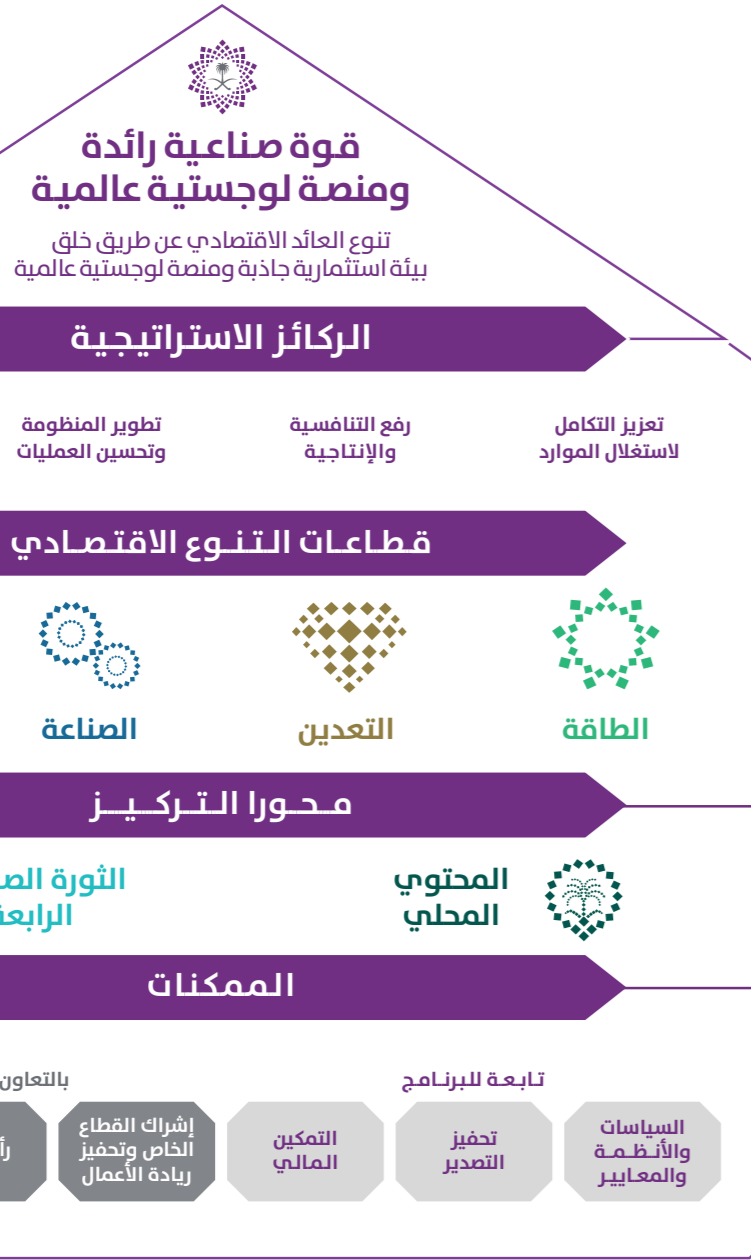 قوة صناعية رائدة
ومنصة لوجستية عالمية
تنوع العائد الاقتصادي عن طريق خلق
بيئة استثمارية جاذبة ومنصة لوجستية عالمية
الركائز الاستراتيجية
تعزيز التكامل
لاستغلال الموارد
رفع التنافسية
والإنتاجية
تطوير المنظومة
وتحسين العمليات
قطاعات التنوع الاقتصادي
الطاقة
التعدين
الصناعة
محورا التركيز
المحتوي
المحلي
الثورة
الرابعة
الممكنات
تابعة للبرنامج
بالتعاون
السياسات
والأنظمة
والمعايير
تحفيز
التصدير
التمكين
المالي
إشراك القطاع
الخاص وتحفيز
ريادة الأعمال